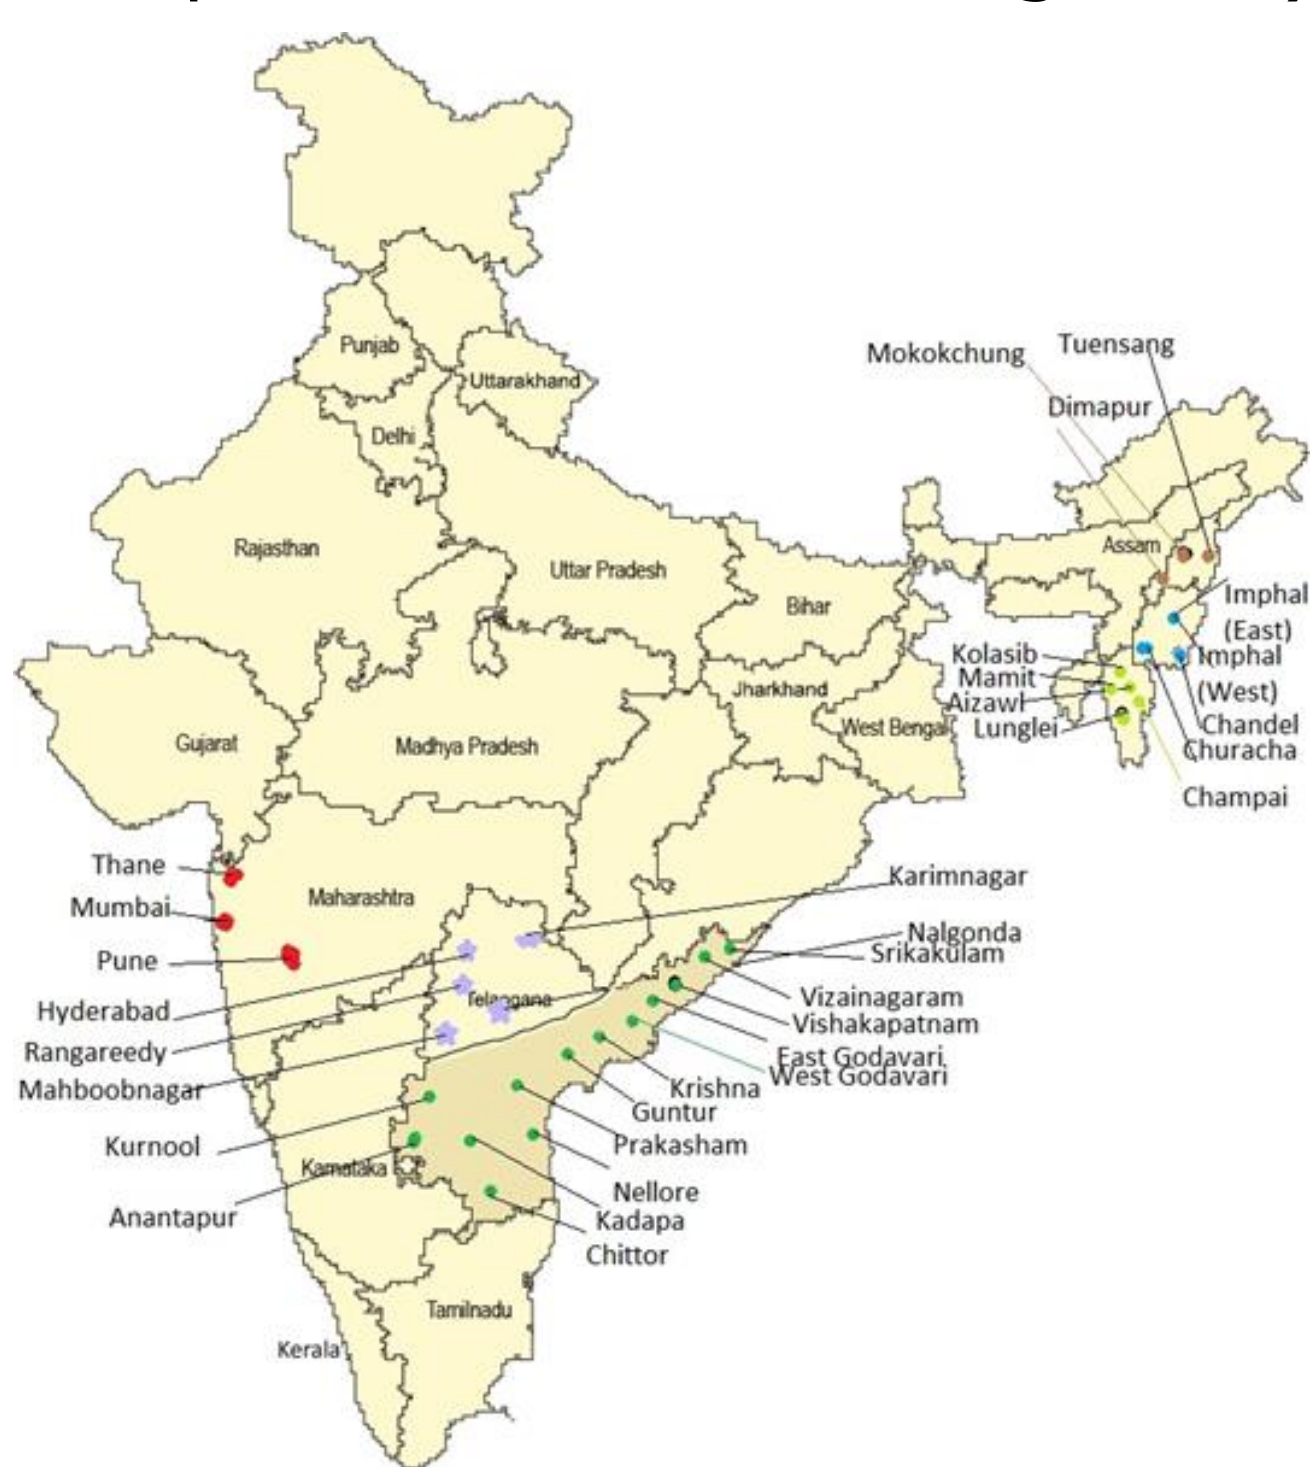 Punjab
Uttarakhand
Delhi
Mokokchung
Tuensang
Dimapur
Rajasthan
Uttar Pradesh
Bihar
Assam
Imphal
(East)
Imphal
(West)
Kolasib
Mamit
Aizawl
Lunglei
Chandel
Churacha
Champai
Jharkhand
West Bengal
Gujarat
Madhya Pradesh
Thane
Mumbai
Pune
Maharashtra
Karimnagar
Nalgonda
Srikakulam
Hyderabad
Rangareedy
Mahboobnagar
Telangana
Vizainagaram
Vishakapatnam
East Godavari
West Godavari
Krishna
Guntur
Prakasham
Kurnool
Karnataka
Anantapur
Nellore
Kadapa
Chittor
Tamilnadu
Kerala